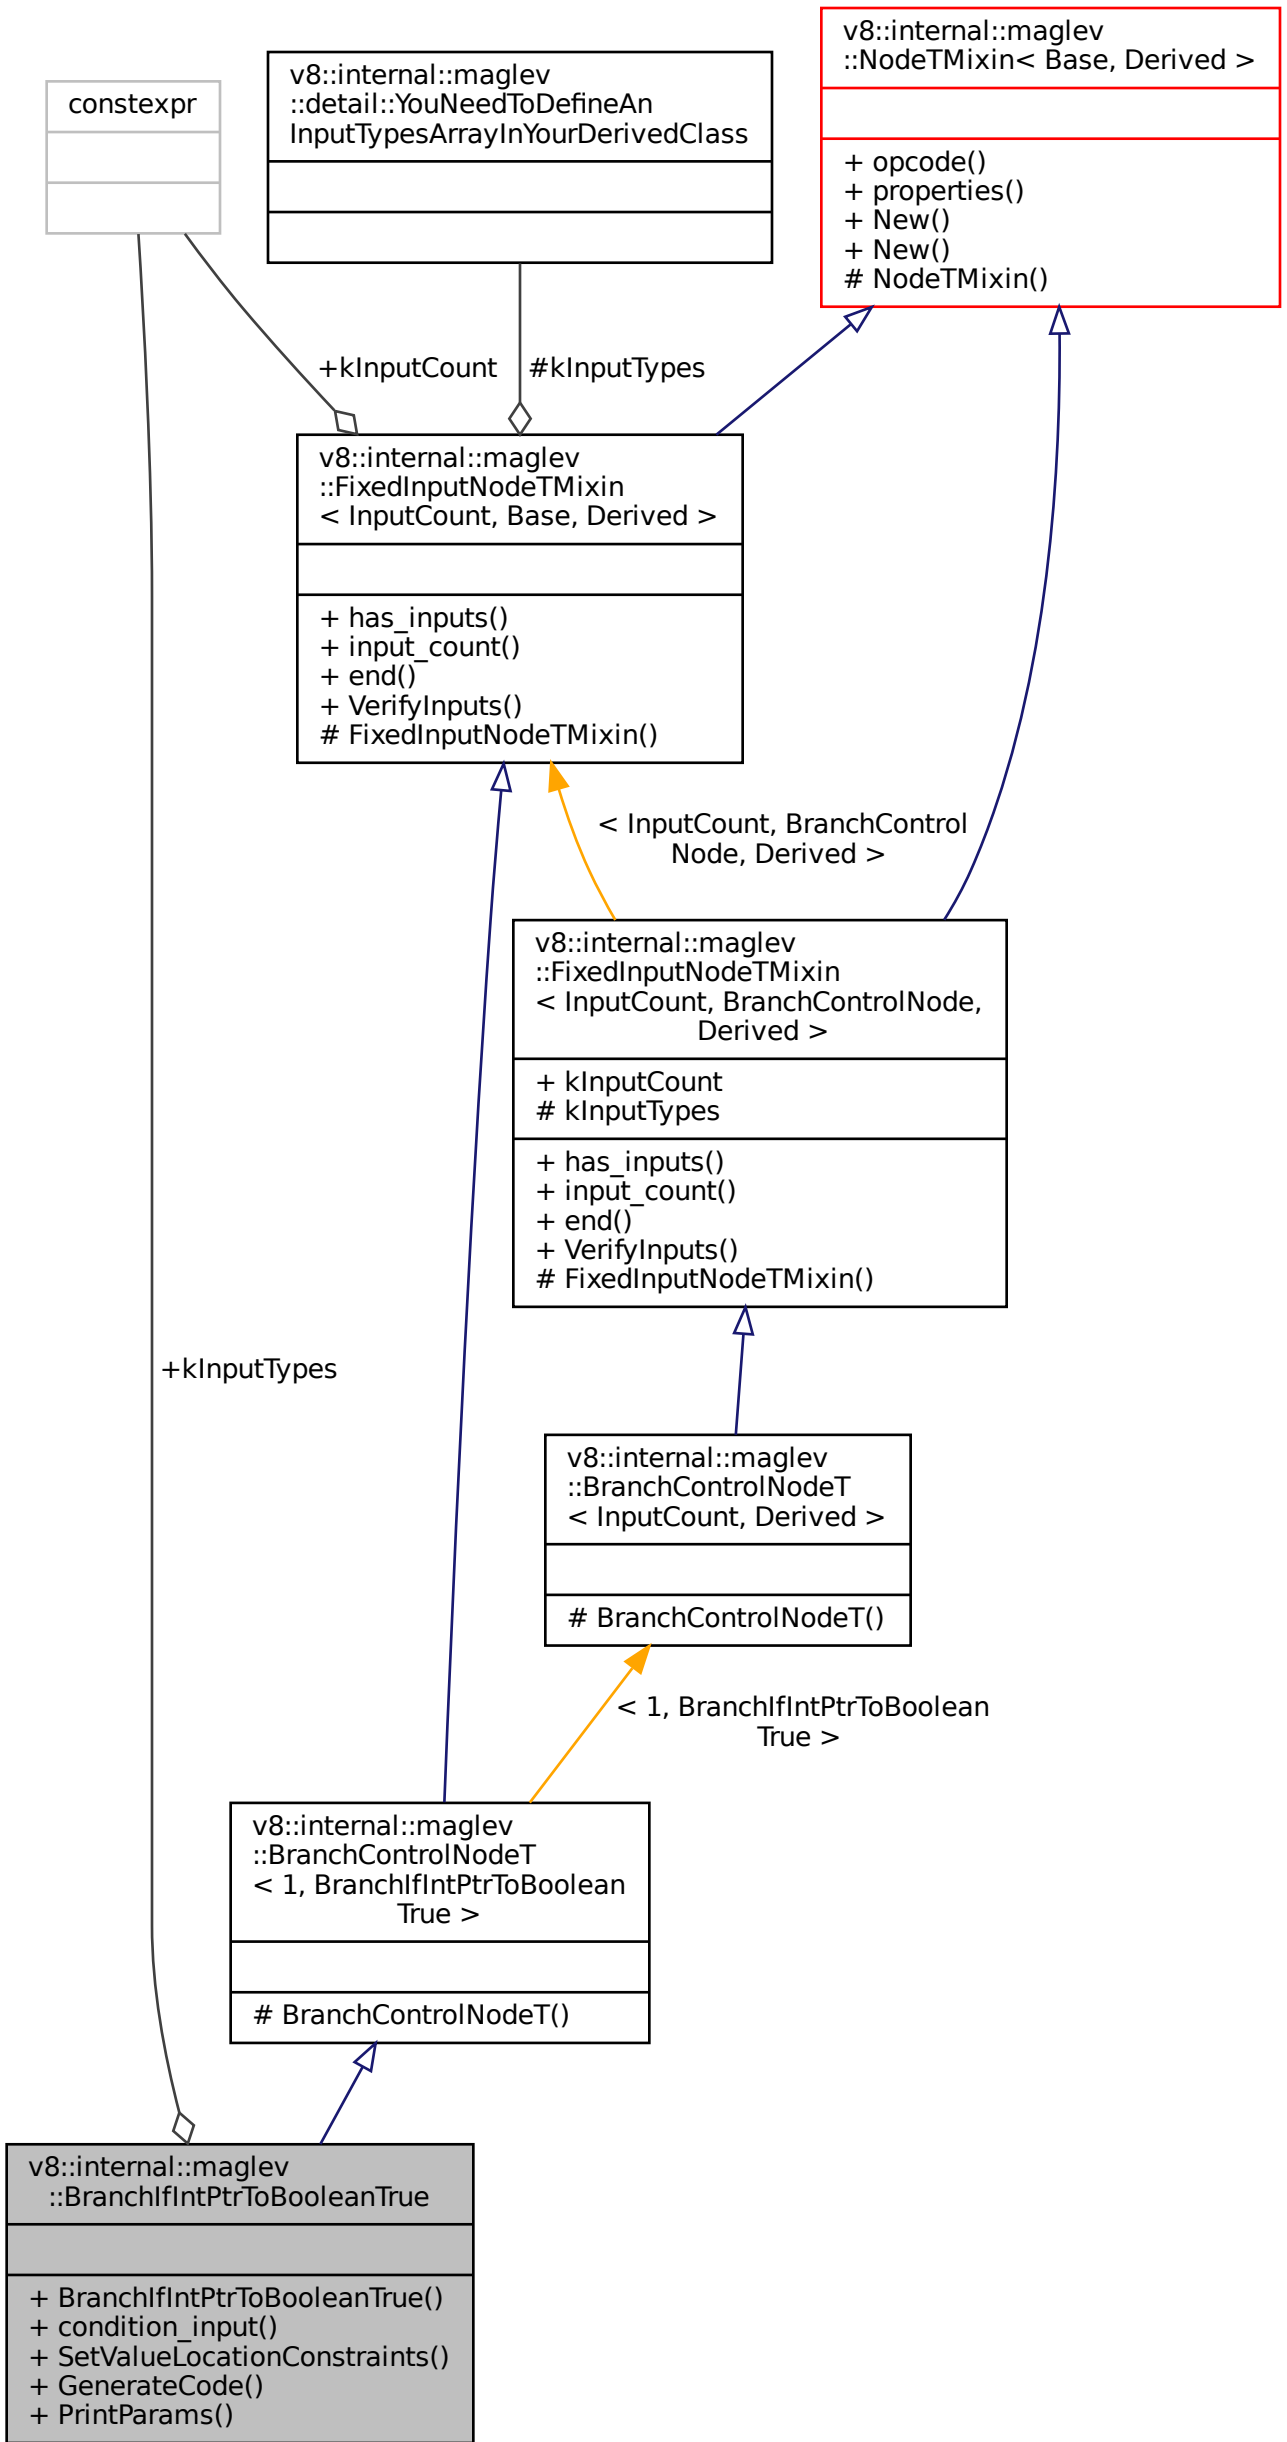 v8::internal::maglev
::NodeTMixin< Base, Derived >
+ opcode()
+ properties()
+ New()
+ New()
# NodeTMixin()
v8::internal::maglev
::detail::YouNeedToDefineAn
InputTypesArrayInYourDerivedClass
constexpr
+kInputCount
#kInputTypes
v8::internal::maglev
::FixedInputNodeTMixin
< InputCount, Base, Derived >
+ has_inputs()
+ input_count()
+ end()
+ VerifyInputs()
# FixedInputNodeTMixin()
< InputCount, BranchControl
Node, Derived >
v8::internal::maglev
::FixedInputNodeTMixin
< InputCount, BranchControlNode,
Derived >
+ kInputCount
# kInputTypes
+ has_inputs()
+ input_count()
+ end()
+ VerifyInputs()
# FixedInputNodeTMixin()
+kInputTypes
v8::internal::maglev
::BranchControlNodeT
< InputCount, Derived >
# BranchControlNodeT()
< 1, BranchIfIntPtrToBoolean
True >
v8::internal::maglev
::BranchControlNodeT
< 1, BranchIfIntPtrToBoolean
True >
# BranchControlNodeT()
v8::internal::maglev
::BranchIfIntPtrToBooleanTrue
+ BranchIfIntPtrToBooleanTrue()
+ condition_input()
+ SetValueLocationConstraints()
+ GenerateCode()
+ PrintParams()